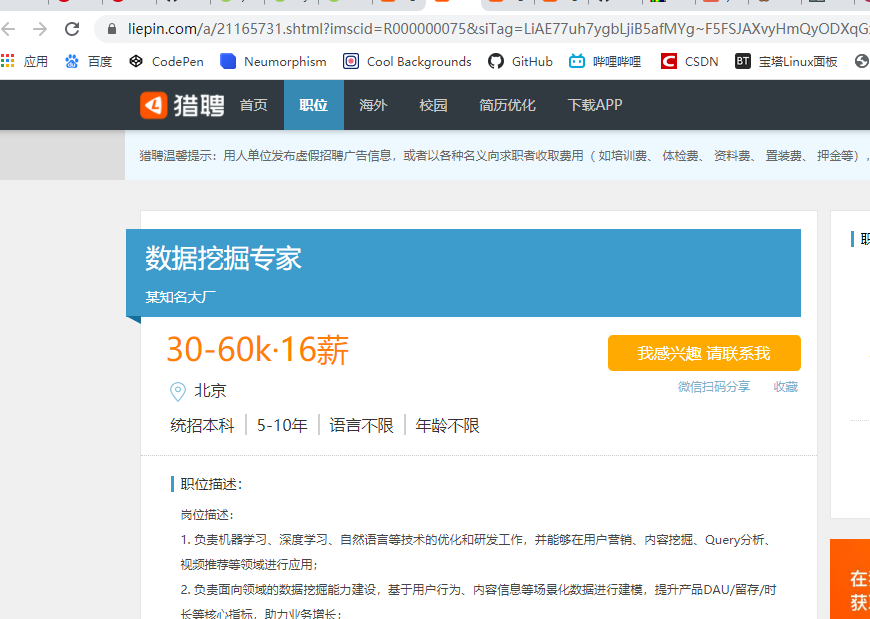 liepin.com/a/21165731.shtml?imscid=R000000075&siTag=LiAE77uh7ygbLjiB5afMYg~F5FSJAXvyHmQyODXqG
应用 百度 CodePen Neumorphism Cool Backgrounds GitHub 哔哩哔哩 CSDN BT 宝塔Linux面板
猎聘 首页 职位 海外 校园 简历优化 下载APP
猎聘温馨提示：用人单位发布虚假招聘广告信息，或者以各种名义向求职者收取费用（如培训费、 体检费、 资料费、 置装费、 押金等），
数据挖掘专家
某知名大厂
30-60k·16薪
我感兴趣 请联系我
微信扫码分享 收藏
北京
统招本科 5-10年 语言不限 年龄不限
职位描述：
岗位描述：
1. 负责机器学习、深度学习、自然语言等技术的优化和研发工作，并能够在用户营销、内容挖掘、Query分析、
视频推荐等领域进行应用；
2. 负责面向领域的数据挖掘能力建设，基于用户行为、内容信息等场景化数据进行建模，提升产品DAU/留存/时
长等核心指标，助力业务增长；
在
获